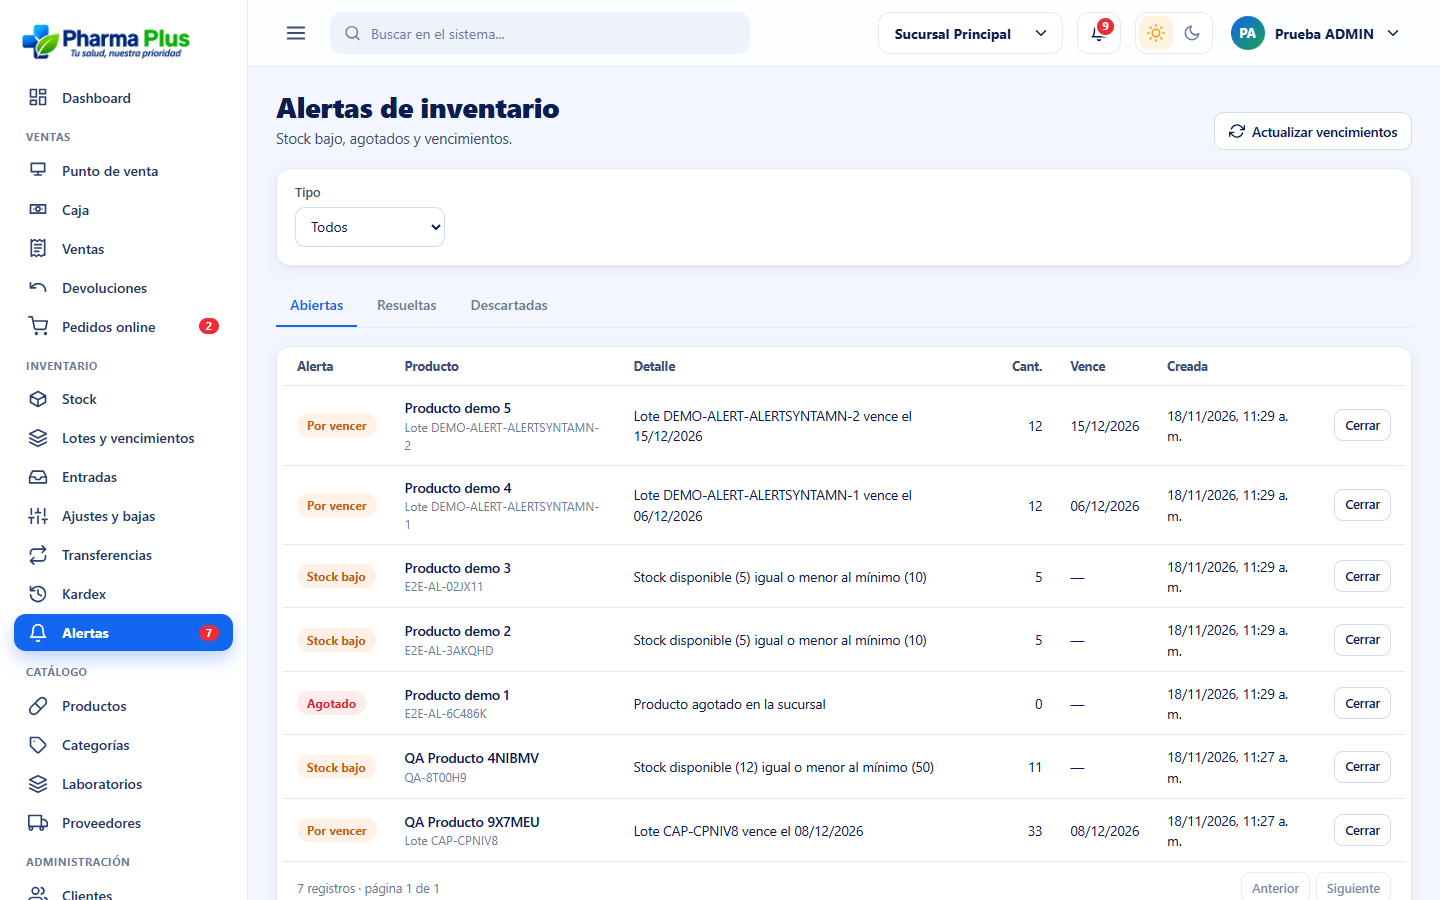 Pharma Plus
Tu salud, nuestra prioridad
Buscar en el sistema...
Sucursal Principal
9
PA
Prueba ADMIN
Dashboard
VENTAS
Punto de venta
Caja
Ventas
Devoluciones
Pedidos online
2
INVENTARIO
Stock
Lotes y vencimientos
Entradas
Ajustes y bajas
Transferencias
Kardex
Alertas
7
CATÁLOGO
Productos
Categorías
Laboratorios
Proveedores
ADMINISTRACIÓN
Clientes
Alertas de inventario
Stock bajo, agotados y vencimientos.
Actualizar vencimientos
Tipo
Todos
Abiertas Resueltas Descartadas
Alerta Producto Detalle Cant. Vence Creada
Por vencer
Producto demo 5
Lote DEMO-ALERT-ALERTSYNTAMN-
2
Lote DEMO-ALERT-ALERTSYNTAMN-2 vence el
15/12/2026
12
15/12/2026
18/11/2026, 11:29 a.
m.
Cerrar
Por vencer
Producto demo 4
Lote DEMO-ALERT-ALERTSYNTAMN-
1
Lote DEMO-ALERT-ALERTSYNTAMN-1 vence el
06/12/2026
12
06/12/2026
18/11/2026, 11:29 a.
m.
Cerrar
Stock bajo
Producto demo 3
E2E-AL-02JX11
Stock disponible (5) igual o menor al mínimo (10)
5
—
18/11/2026, 11:29 a.
m.
Cerrar
Stock bajo
Producto demo 2
E2E-AL-3AKQHD
Stock disponible (5) igual o menor al mínimo (10)
5
—
18/11/2026, 11:29 a.
m.
Cerrar
Agotado
Producto demo 1
E2E-AL-6C486K
Producto agotado en la sucursal
0
—
18/11/2026, 11:29 a.
m.
Cerrar
Stock bajo
QA Producto 4NIBMV
QA-8T00H9
Stock disponible (12) igual o menor al mínimo (50)
11
—
18/11/2026, 11:27 a.
m.
Cerrar
Por vencer
QA Producto 9X7MEU
Lote CAP-CPNIV8
Lote CAP-CPNIV8 vence el 08/12/2026
33
08/12/2026
18/11/2026, 11:27 a.
m.
Cerrar
7 registros · página 1 de 1
Anterior
Siguiente